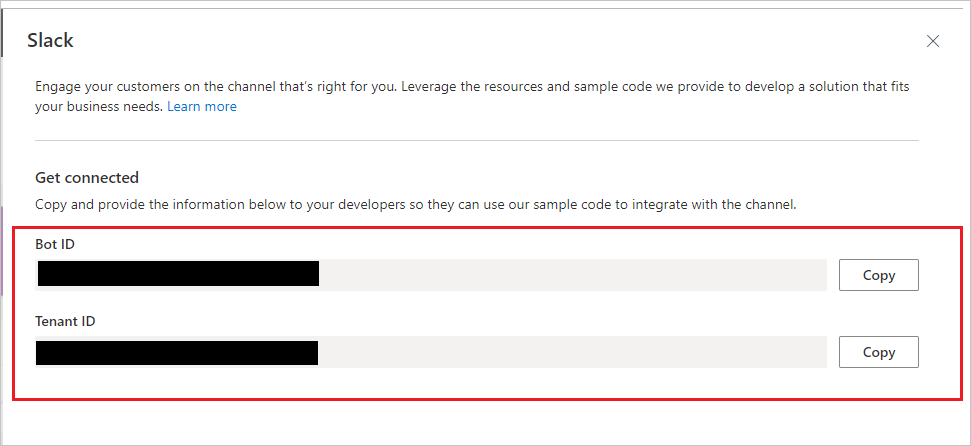 Slack
Engage your customers on the channel that's right for you. Leverage the resources and sample code we provide to develop a solution that fits
your business needs. Learn more
Get connected
Copy and provide the information below to your developers so they can use our sample code to integrate with the channel.
Bot ID
Copy
Tenant ID
Copy